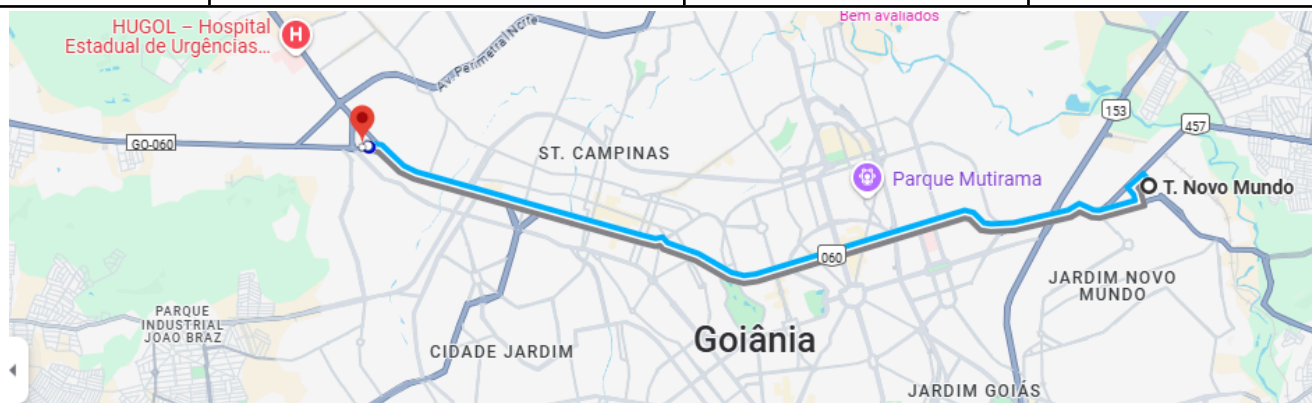 Bem avaliados
HUGOL – Hospital
Estadual de Urgências...
H
Av. Perimetral Norte
153
457
GO-060
ST. CAMPINAS
Parque Mutirama
T. Novo Mundo
060
JARDIM NOVO
MUNDO
PARQUE
INDUSTRIAL
JOAO BRAZ
CIDADE JARDIM
Goiânia
JARDIM GOIÁS